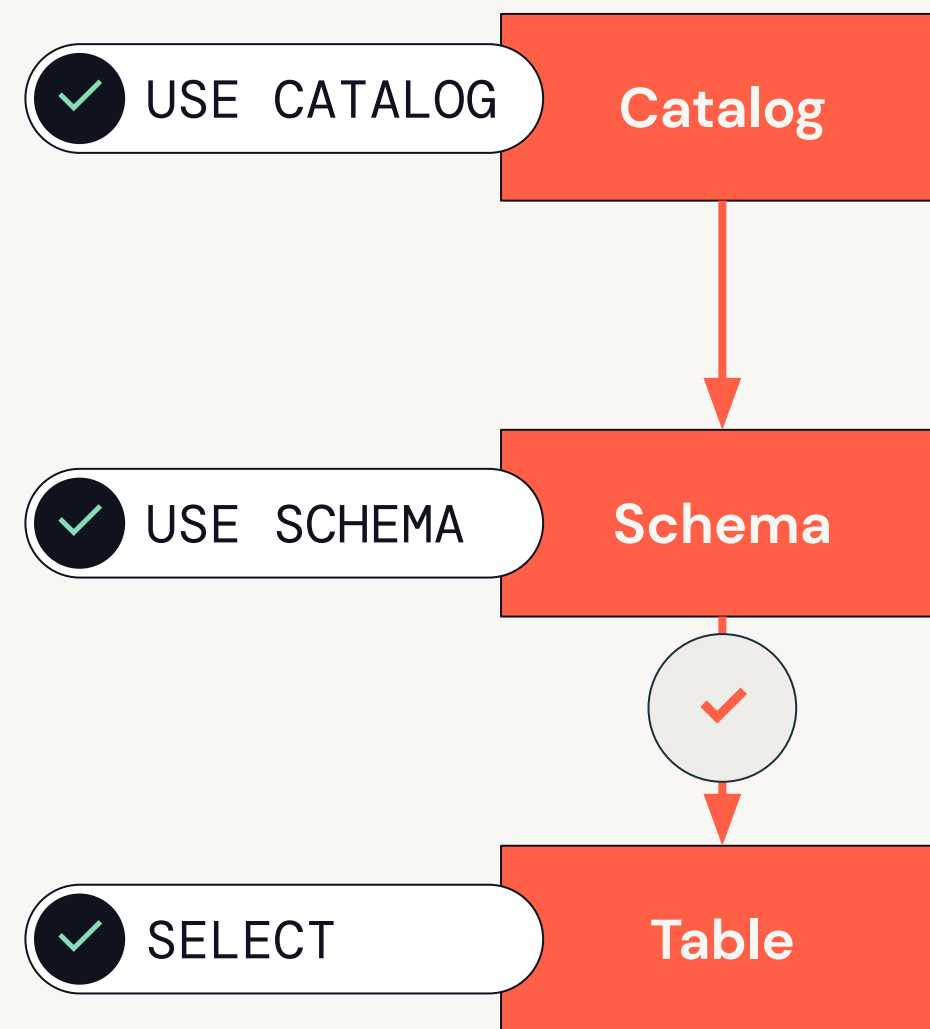 USE CATALOG
Catalog
USE SCHEMA
Schema
SELECT
Table